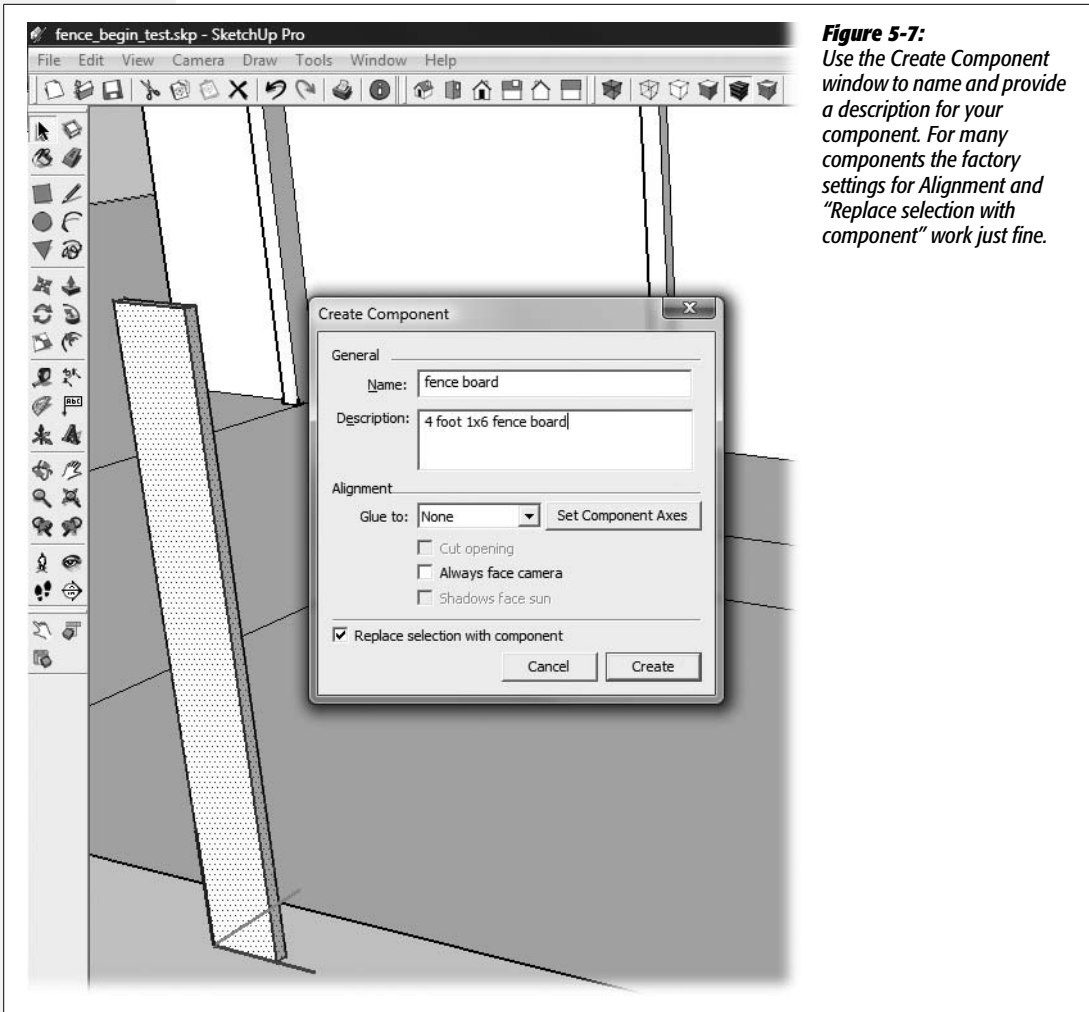 fence_begin_test.skp - SketchUp Pro
File Edit View Camera Draw Tools Window Help
Abc
Create Component
General
Name: fence board
Description: 4 foot 1x6 fence board
Alignment
Glue to: None Set Component Axes
Cut opening
Always face camera
Shadows face sun
Replace selection with component
Cancel Create
Figure 5-7:
Use the Create Component
window to name and provide
a description for your
component. For many
components the factory
settings for Alignment and
“Replace selection with
component” work just fine.